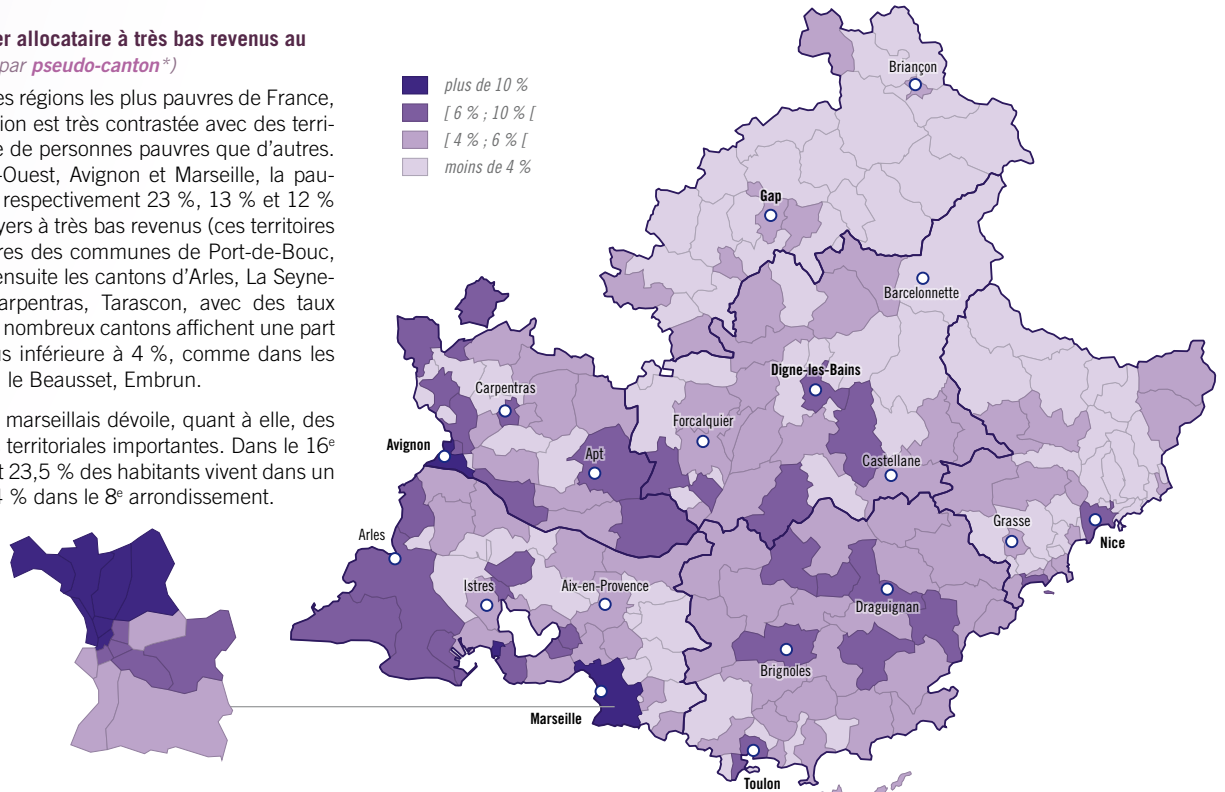 er allocataire à très bas revenus au
par pseudo-canton*)
es régions les plus pauvres de France,
ion est très contrastée avec des terri-
e de personnes pauvres que d'autres.
-Ouest, Avignon et Marseille, la pau-
respectivement 23 %, 13 % et 12 %
yers à très bas revenus (ces territoires
res des communes de Port-de-Bouc,
ensuite les cantons d'Arles, La Seyne-
arpentras, Tarascon, avec des taux
nombreux cantons affichent une part
us inférieure à 4 %, comme dans les
le Beausset, Embrun.
marseillais dévoile, quant à elle, des
territoriales importantes. Dans le 16e
t 23,5 % des habitants vivent dans un
4 % dans le 8e arrondissement.
plus de 10 %
[ 6 % ; 10 % [
[ 4 % ; 6 % [
moins de 4 %
Briançon
Gap
Barcelonnette
Digne-les-Bains
Carpentras
Forcalquier
Avignon
Apt
Castellane
Arles
Grasse
Nice
Istres
Aix-en-Provence
Draguignan
Brignoles
Marseille
Toulon